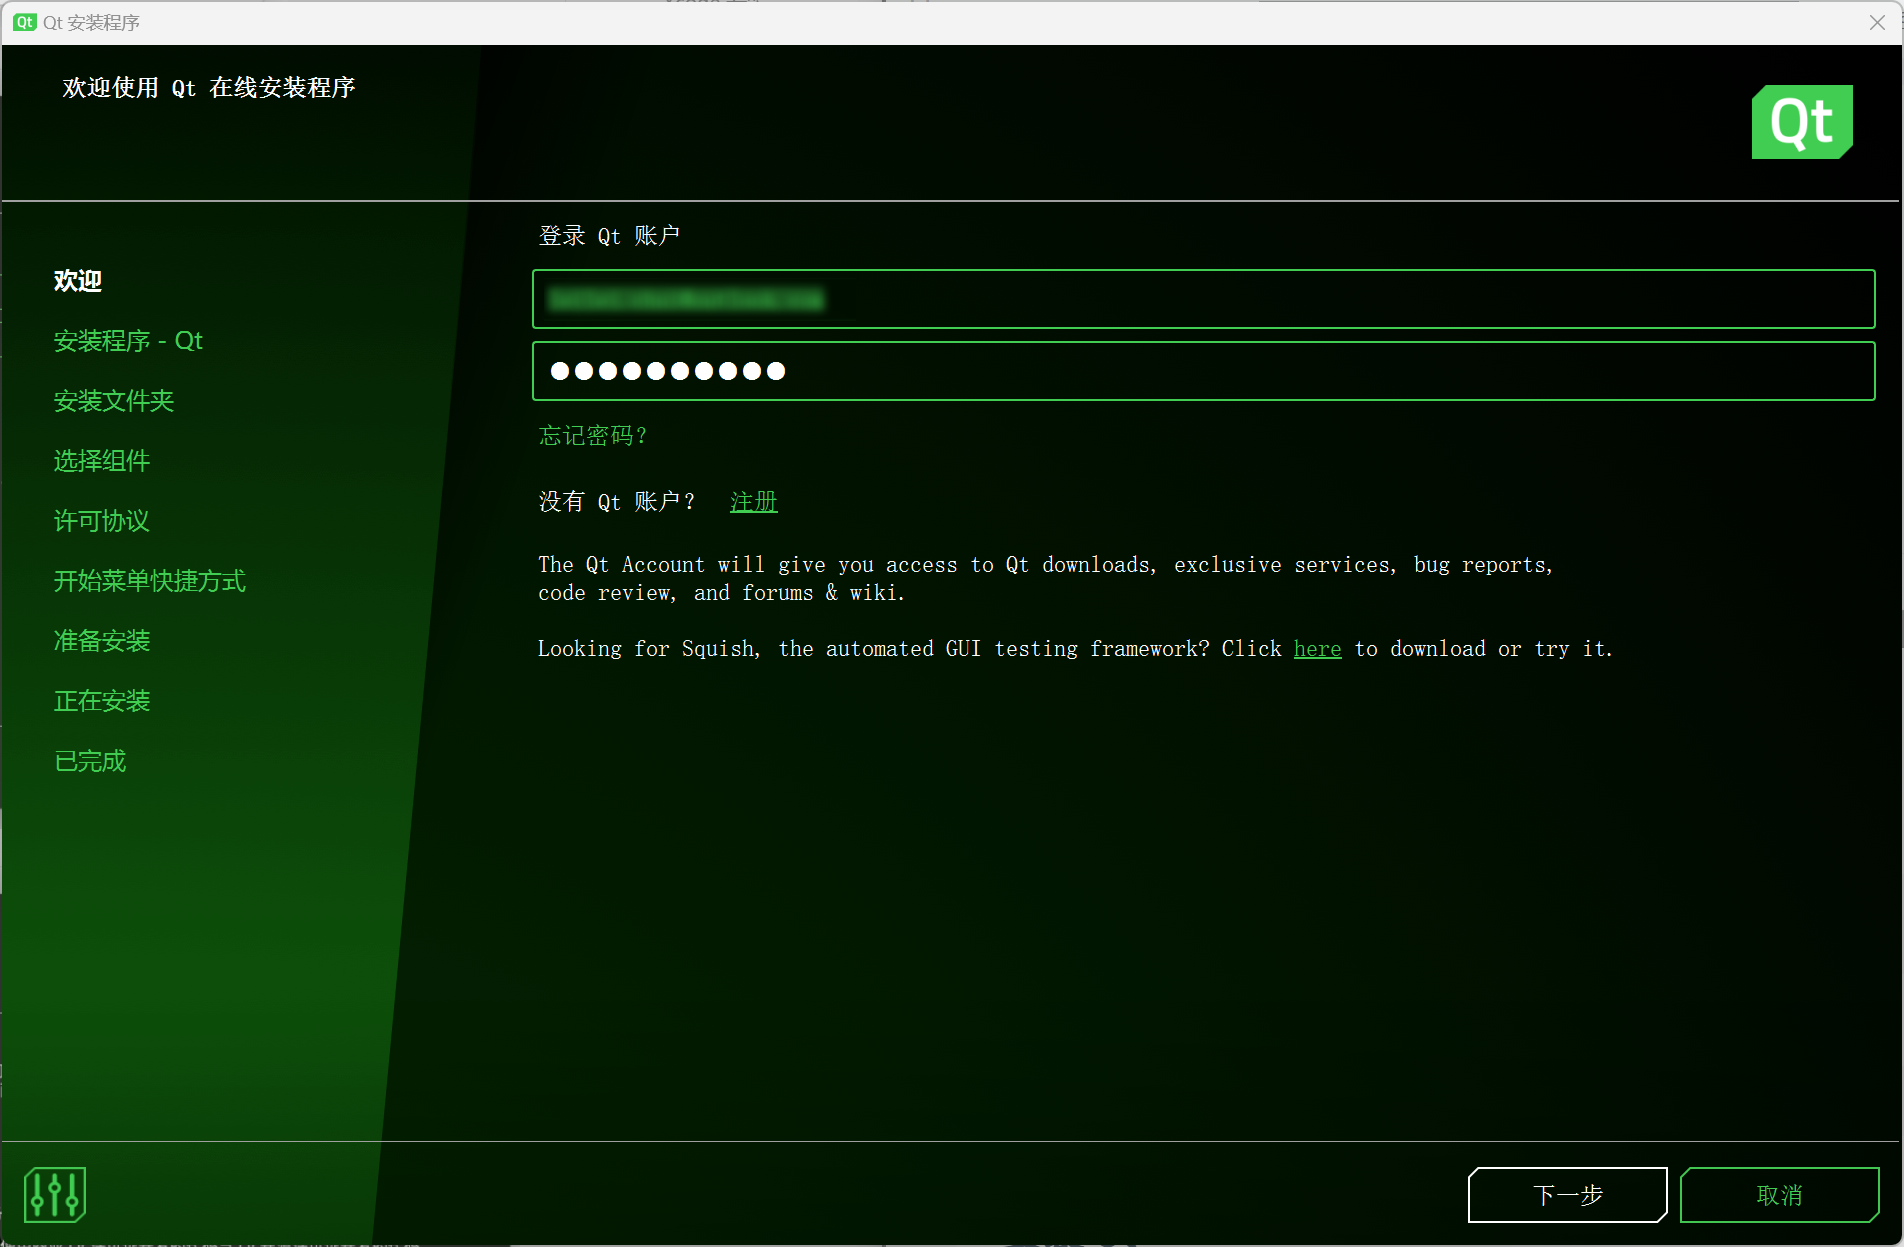 Qt Qt 安装程序
欢迎使用 Qt 在线安装程序
Qt
欢迎
安装程序 - Qt
安装文件夹
选择组件
许可协议
开始菜单快捷方式
准备安装
正在安装
已完成
登录 Qt 账户
●●●●●●●●●●
忘记密码?
没有 Qt 账户? 注册
The Qt Account will give you access to Qt downloads, exclusive services, bug reports,
code review, and forums & wiki.
Looking for Squish, the automated GUI testing framework? Click here to download or try it.
下一步 取消